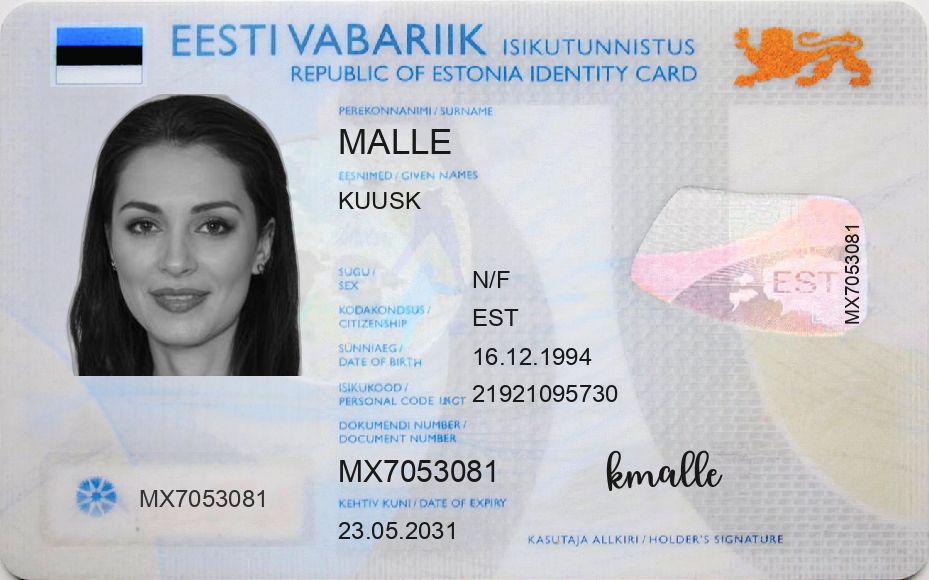 EESTI VABARIIK ISIKUTUNNISTUS
REPUBLIC OF ESTONIA IDENTITY CARD
PEREKONNANIMI / SURNAME
MALLE
EESNIMED / GIVEN NAMES
KUUSK
SUGU /
SEX
N/F
KODAKONDSUS /
CITIZENSHIP
EST
SÜNNIAEG /
DATE OF BIRTH
16.12.1994
ISIKUKOOD /
PERSONAL CODE
21921095730
DOKUMENDI NUMBER /
DOCUMENT NUMBER
MX7053081
KEHTIV KUNI / DATE OF EXPIRY
23.05.2031
MX7053081
EST
MX7053081
kmalle
KASUTAJA ALLKIRI / HOLDER'S SIGNATURE